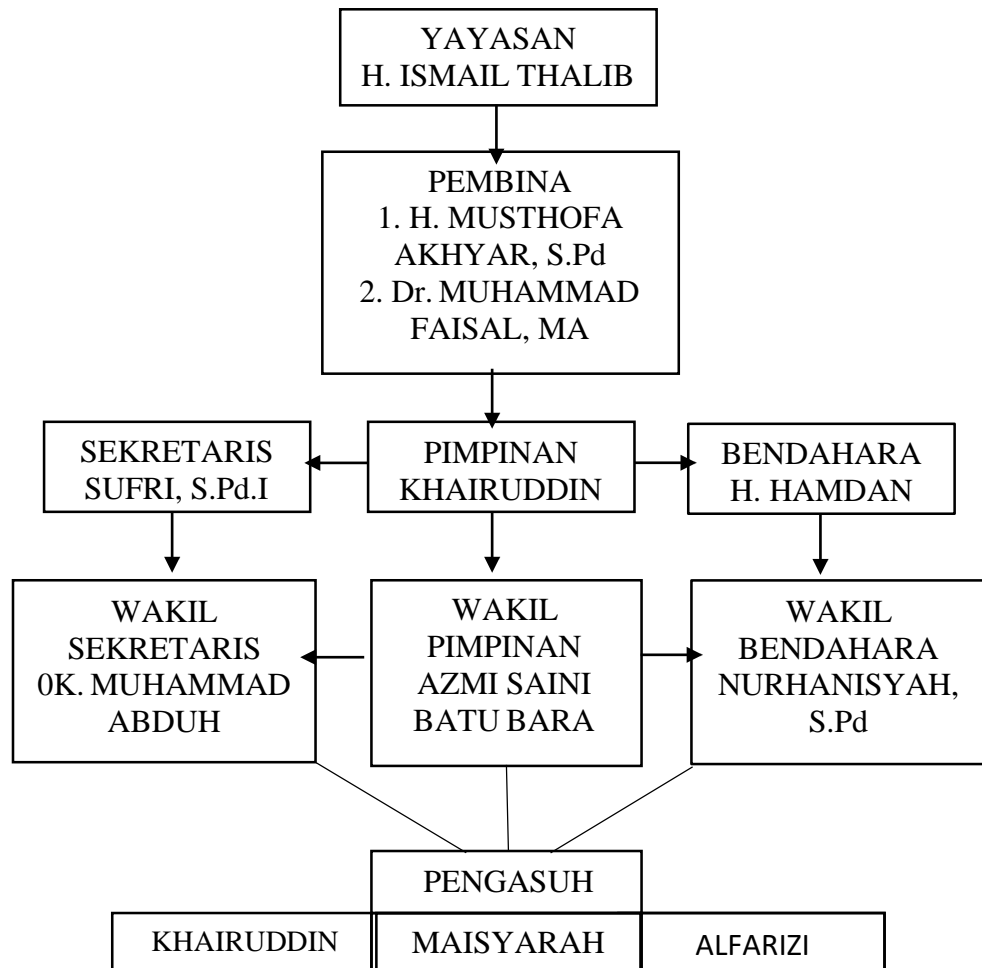 YAYASAN
H. ISMAIL THALIB
PEMBINA
1. H. MUSTHOFA
AKHYAR, S.Pd
2. Dr. MUHAMMAD
FAISAL, MA
SEKRETARIS
SUFRI, S.Pd.I
PIMPINAN
KHAIRUDDIN
BENDAHARA
H. HAMDAN
WAKIL
SEKRETARIS
0K. MUHAMMAD
ABDUH
WAKIL
PIMPINAN
AZMI SAINI
BATU BARA
WAKIL
BENDAHARA
NURHANISYAH,
S.Pd
PENGASUH
KHAIRUDDIN
MAISYARAH
ALFARIZI